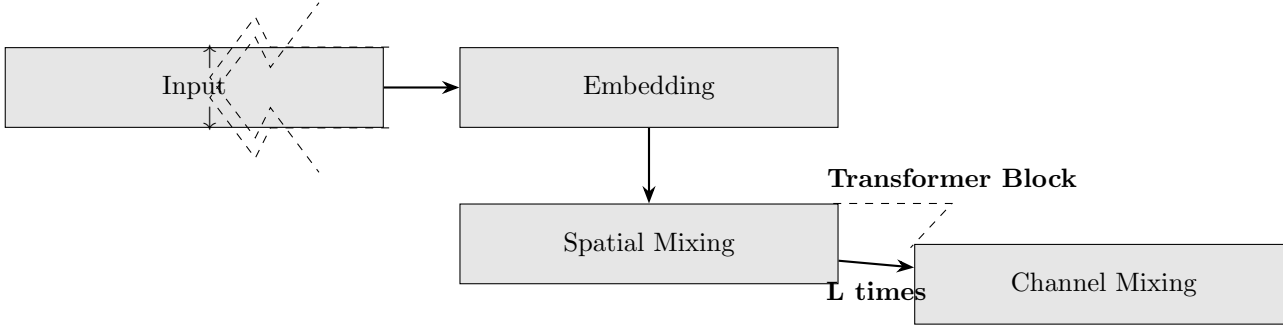 Input
Embedding
Transformer Block
Spatial Mixing
Channel Mixing
L times